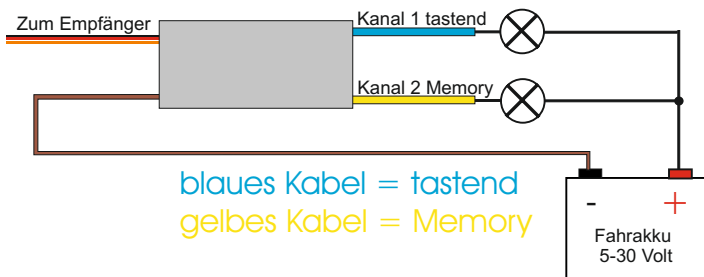 Zum Empfänger
Kanal 1 tastend
Kanal 2 Memory
blaues Kabel = tastend
gelbes Kabel = Memory
- +
Fahrakku
5-30 Volt